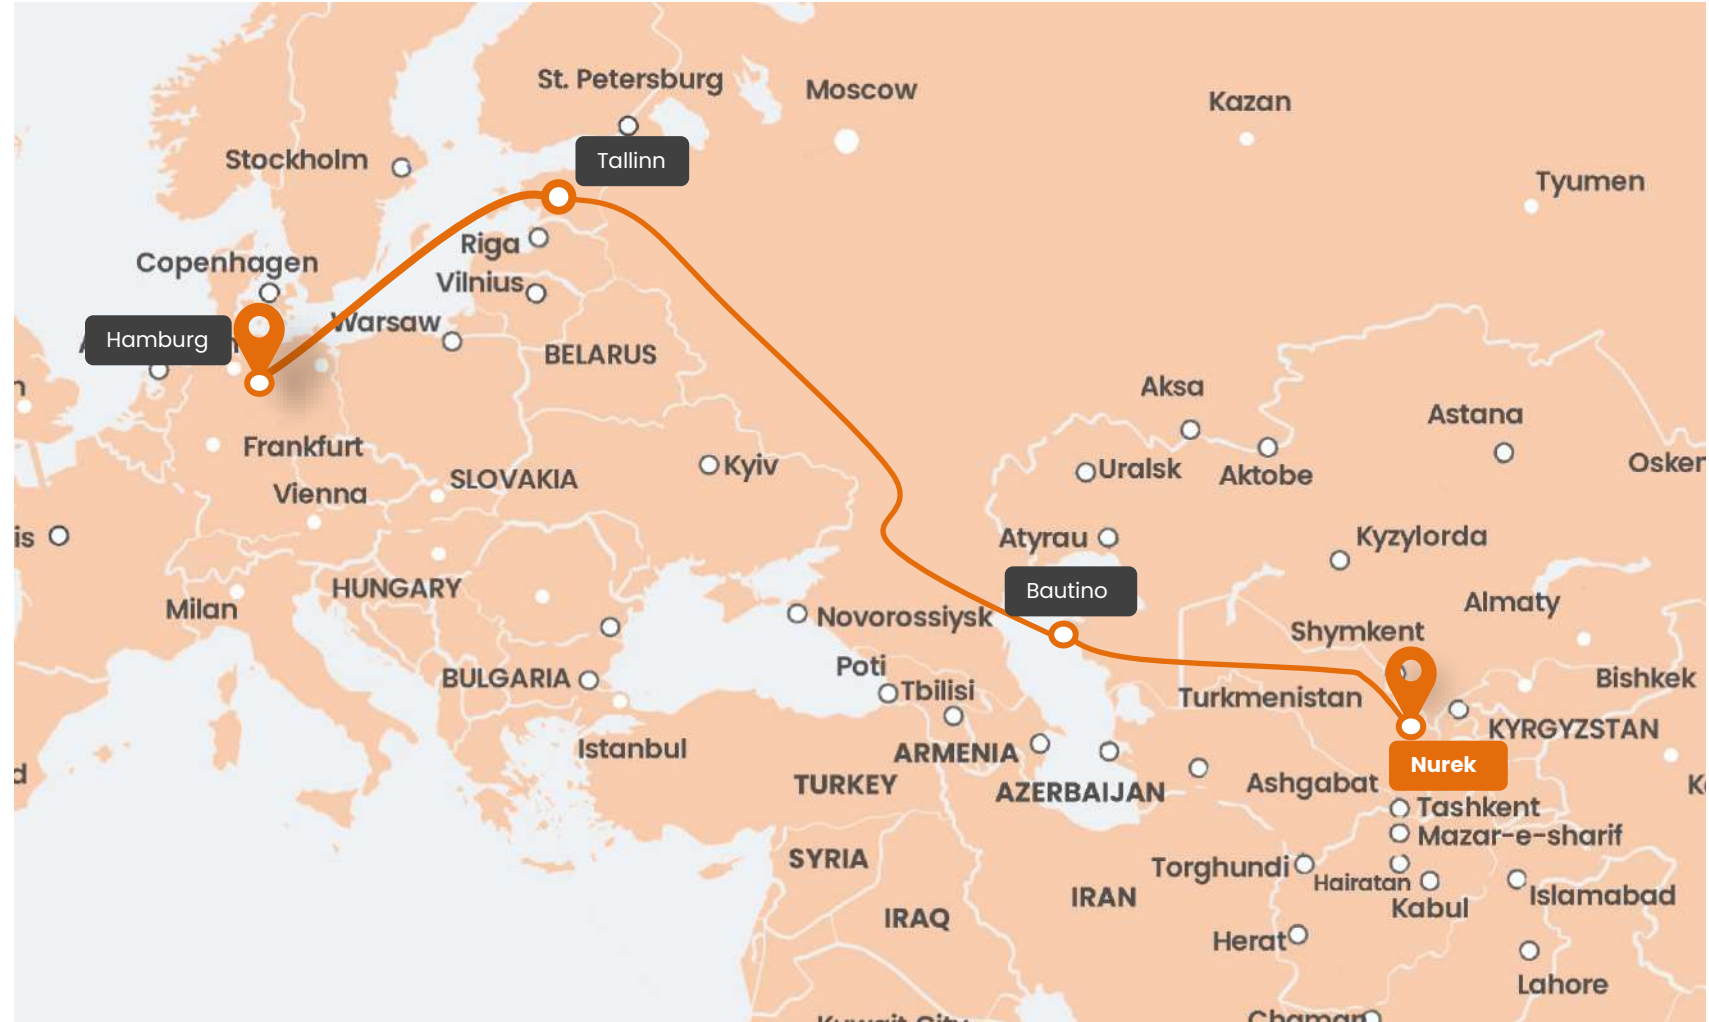 St. Petersburg
Moscow
Kazan
Stockholm
Tallinn
Tyumen
Riga
Copenhagen
Vilnius
Warsaw
Hamburg
BELARUS
Aksa
Astana
Frankfurt
Kyiv
Uralsk
Aktobe
SLOVAKIA
Vienna
is
Atyrau
Kyzylorda
HUNGARY
Bautino
Milan
Novorossiysk
Almaty
Shymkent
Poti
BULGARIA
Tbilisi
Turkmenistan
Bishkek
Istanbul
ARMENIA
KYRGYZSTAN
Nurek
TURKEY
AZERBAIJAN
Ashgabat
Tashkent
Mazar-e-sharif
SYRIA
Torghundi
Hairatan
IRAN
Islamabad
Kabul
IRAQ
Herat
Lahore